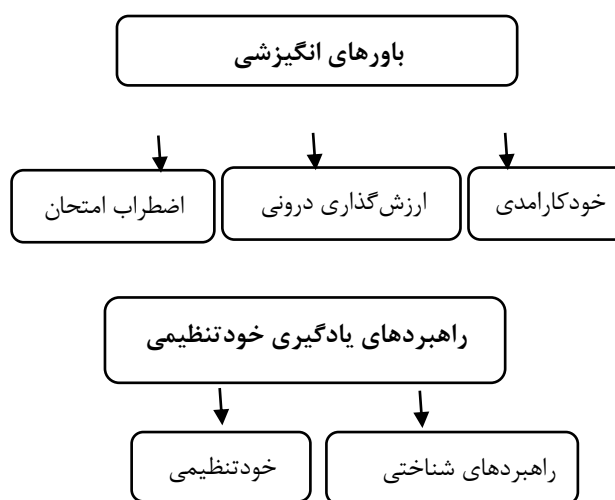 باورهای انگیزشی
خودکارامدی
ارزش‌گذاری درونی
اضطراب امتحان
راهبردهای یادگیری خودتنظیمی
راهبردهای شناختی
خودتنظیمی